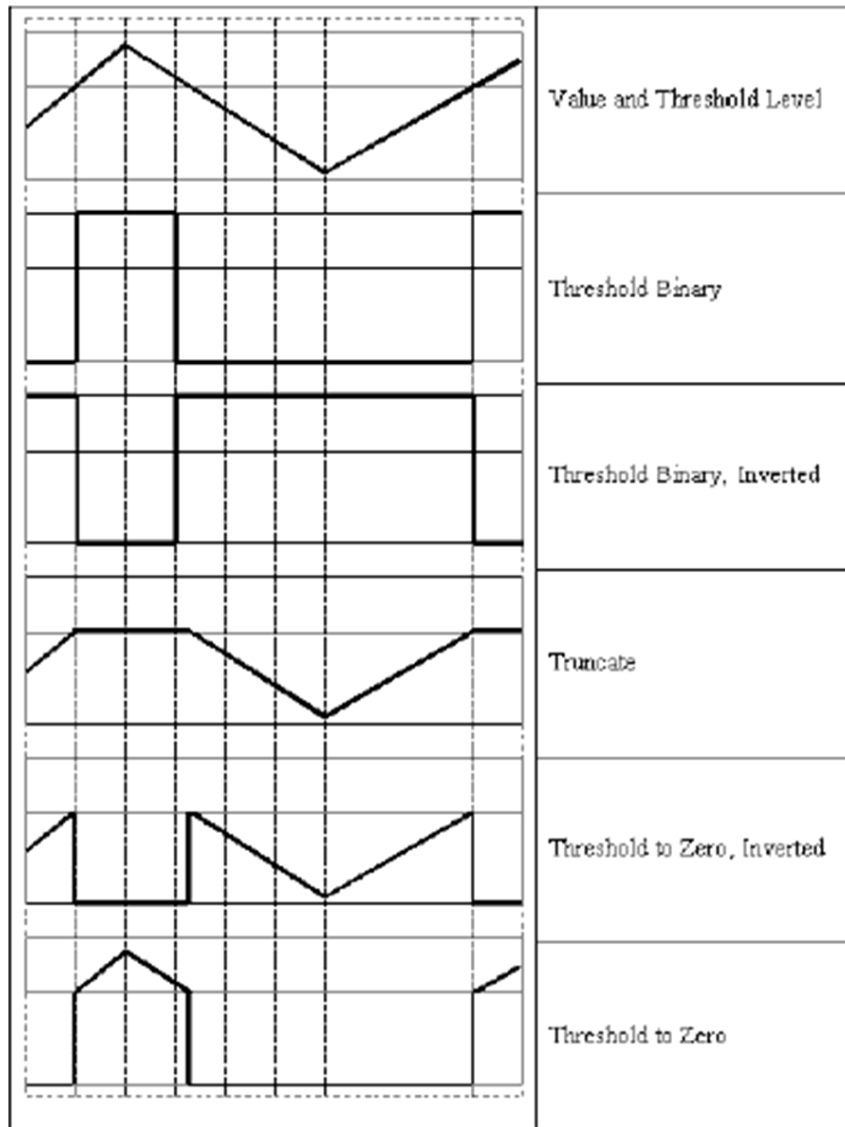 Value and Threshold Level
Threshold Binary
Threshold Binary, Inverted
Truncate
Threshold to Zero, Inverted
Threshold to Zero